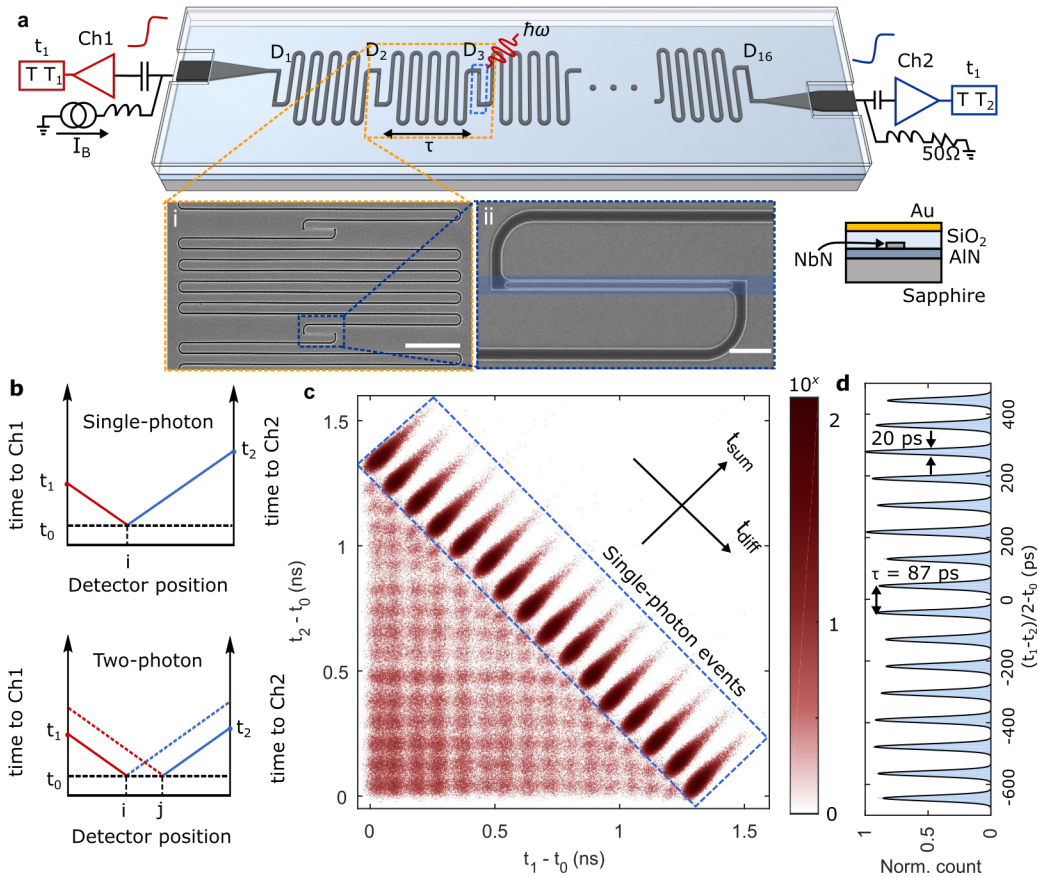 a
t₁
Ch1
T T₁
I_B
D₁
D₂
D₃
ħω
D₁₆
τ
Ch2
t₁
T T₂
50Ω
i
ii
Au
SiO₂
NbN
AlN
Sapphire
b
Single-photon
time to Ch1
time to Ch2
t₁
t₂
t₀
i
Detector position
Two-photon
time to Ch1
time to Ch2
t₁
t₂
t₀
i
j
Detector position
c
1.5
1
0.5
0
t₂ - t₀ (ns)
0
0.5
1
1.5
t₁ - t₀ (ns)
t_sum
t_diff
Single-photon events
10ˣ
2
1
0
d
20 ps
τ = 87 ps
400
200
0
-200
-400
-600
(t₁-t₂)/2-t₀ (ps)
1
0.5
0
Norm. count